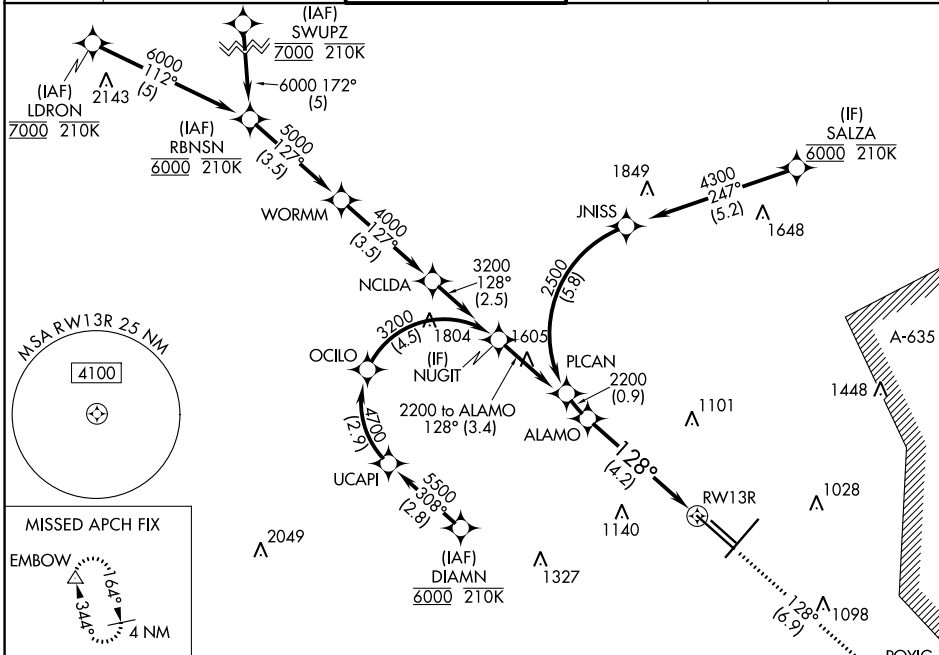 (IAF)
SWUPZ
7000 210K
6000
112°
(5)
(IAF)
LDRON
7000 210K
2143
6000 172°
(5)
(IAF)
RBNSN
6000 210K
5000
127°
(3.5)
(IF)
SALZA
6000 210K
4300
247°
(5.2)
1849
1648
JNISS
WORMM
4000
127°
(3.5)
NCLDA
3200
128°
(2.5)
2500
(5.8)
A-635
MSA RW13R 25 NM
4100
3200
(4.5)
1804
1605
OCILO
(IF)
NUGIT
PLCAN
2200
(0.9)
1448
2200 to ALAMO
128° (3.4)
ALAMO
1101
4700
(2.9)
128°
(4.2)
UCAPI
5500
308°
(2.8)
RW13R
1028
1140
MISSED APCH FIX
EMBOW
164°
344°
4 NM
2049
(IAF)
DIAMN
6000 210K
1327
128°
(6.9)
1098